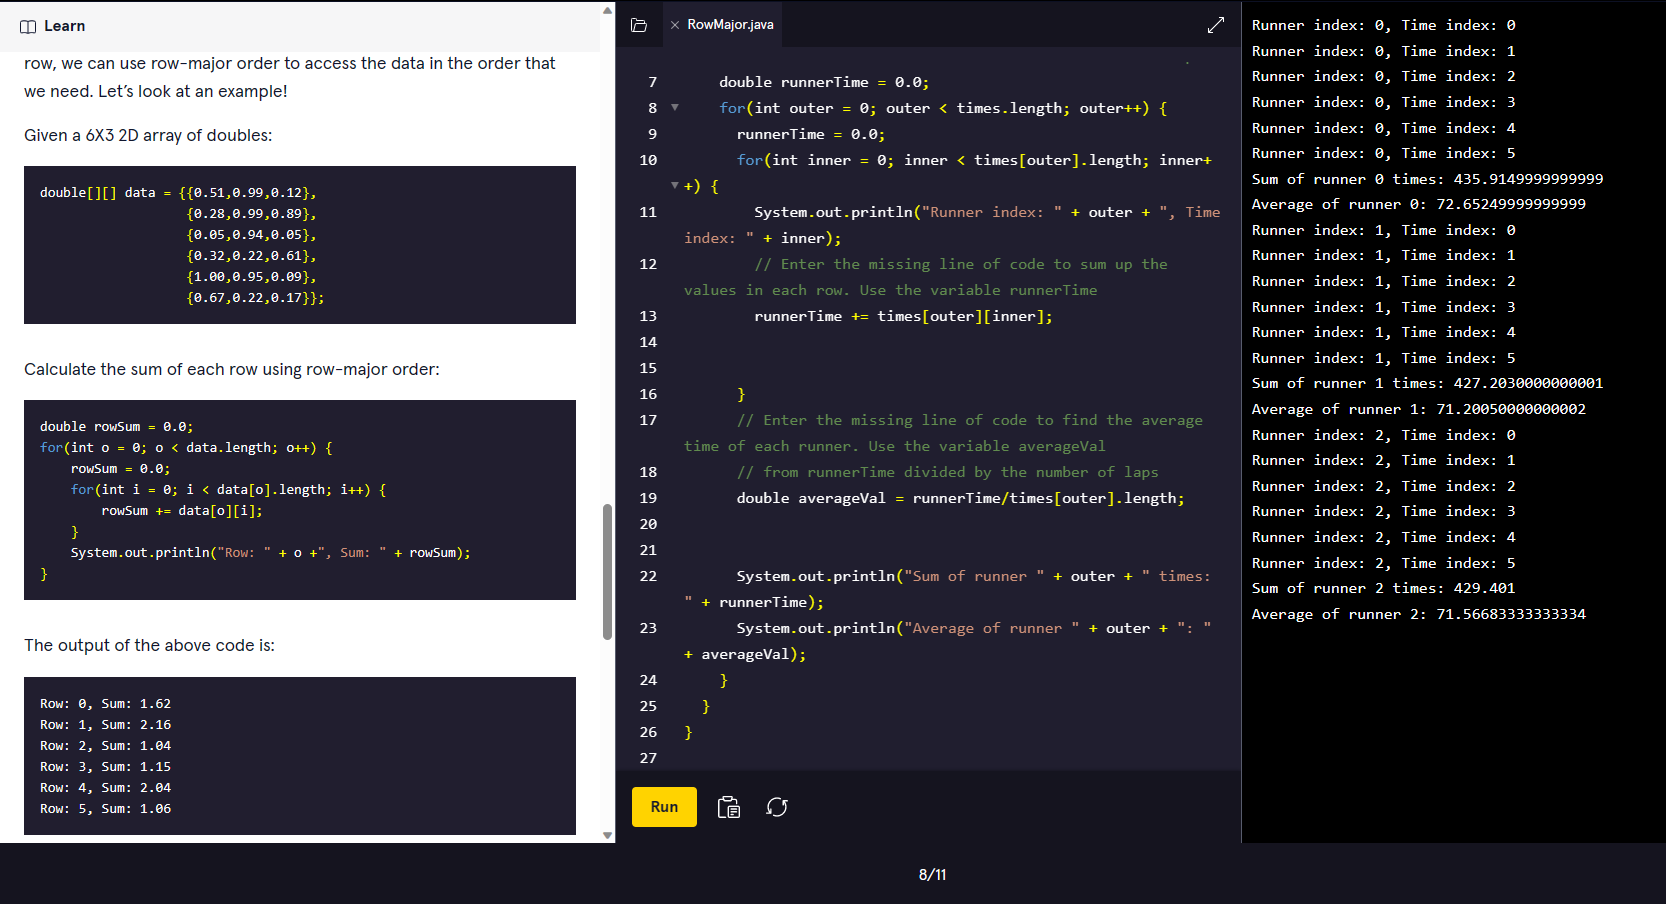 Learn
row, we can use row-major order to access the data in the order that
we need. Let’s look at an example!
Given a 6X3 2D array of doubles:
double[][] data = {{0.51,0.99,0.12},
{0.28,0.99,0.89},
{0.05,0.94,0.05},
{0.32,0.22,0.61},
{1.00,0.95,0.09},
{0.67,0.22,0.17}};
Calculate the sum of each row using row-major order:
double rowSum = 0.0;
for(int o = 0; o < data.length; o++) {
rowSum = 0.0;
for(int i = 0; i < data[o].length; i++) {
rowSum += data[o][i];
}
System.out.println("Row: " + o +", Sum: " + rowSum);
}
The output of the above code is:
Row: 0, Sum: 1.62
Row: 1, Sum: 2.16
Row: 2, Sum: 1.04
Row: 3, Sum: 1.15
Row: 4, Sum: 2.04
Row: 5, Sum: 1.06
RowMajor.java
7 double runnerTime = 0.0;
8 for(int outer = 0; outer < times.length; outer++) {
9 runnerTime = 0.0;
10 for(int inner = 0; inner < times[outer].length; inner+
+) {
11 System.out.println("Runner index: " + outer + ", Time
index: " + inner);
12 // Enter the missing line of code to sum up the
values in each row. Use the variable runnerTime
13 runnerTime += times[outer][inner];
14
15
16 }
17 // Enter the missing line of code to find the average
time of each runner. Use the variable averageVal
18 // from runnerTime divided by the number of laps
19 double averageVal = runnerTime/times[outer].length;
20
21
22 System.out.println("Sum of runner " + outer + " times:
" + runnerTime);
23 System.out.println("Average of runner " + outer + ": "
+ averageVal);
24 }
25 }
26 }
27
Run
Runner index: 0, Time index: 0
Runner index: 0, Time index: 1
Runner index: 0, Time index: 2
Runner index: 0, Time index: 3
Runner index: 0, Time index: 4
Runner index: 0, Time index: 5
Sum of runner 0 times: 435.9149999999999
Average of runner 0: 72.65249999999999
Runner index: 1, Time index: 0
Runner index: 1, Time index: 1
Runner index: 1, Time index: 2
Runner index: 1, Time index: 3
Runner index: 1, Time index: 4
Runner index: 1, Time index: 5
Sum of runner 1 times: 427.2030000000001
Average of runner 1: 71.20050000000002
Runner index: 2, Time index: 0
Runner index: 2, Time index: 1
Runner index: 2, Time index: 2
Runner index: 2, Time index: 3
Runner index: 2, Time index: 4
Runner index: 2, Time index: 5
Sum of runner 2 times: 429.401
Average of runner 2: 71.56683333333334
8/11